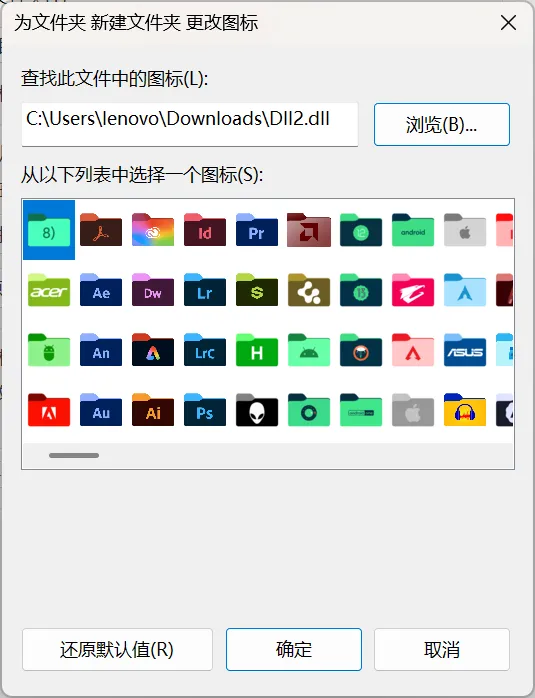 为文件夹 新建文件夹 更改图标
查找此文件中的图标(L):
C:\Users\lenovo\Downloads\Dll2.dll
浏览(B)...
从以下列表中选择一个图标(S):
8)
Id
Pr
12
android
acer
Ae
Dw
Lr
S
13
An
LrC
H
ASUS
Au
Ai
Ps
还原默认值(R)
确定
取消